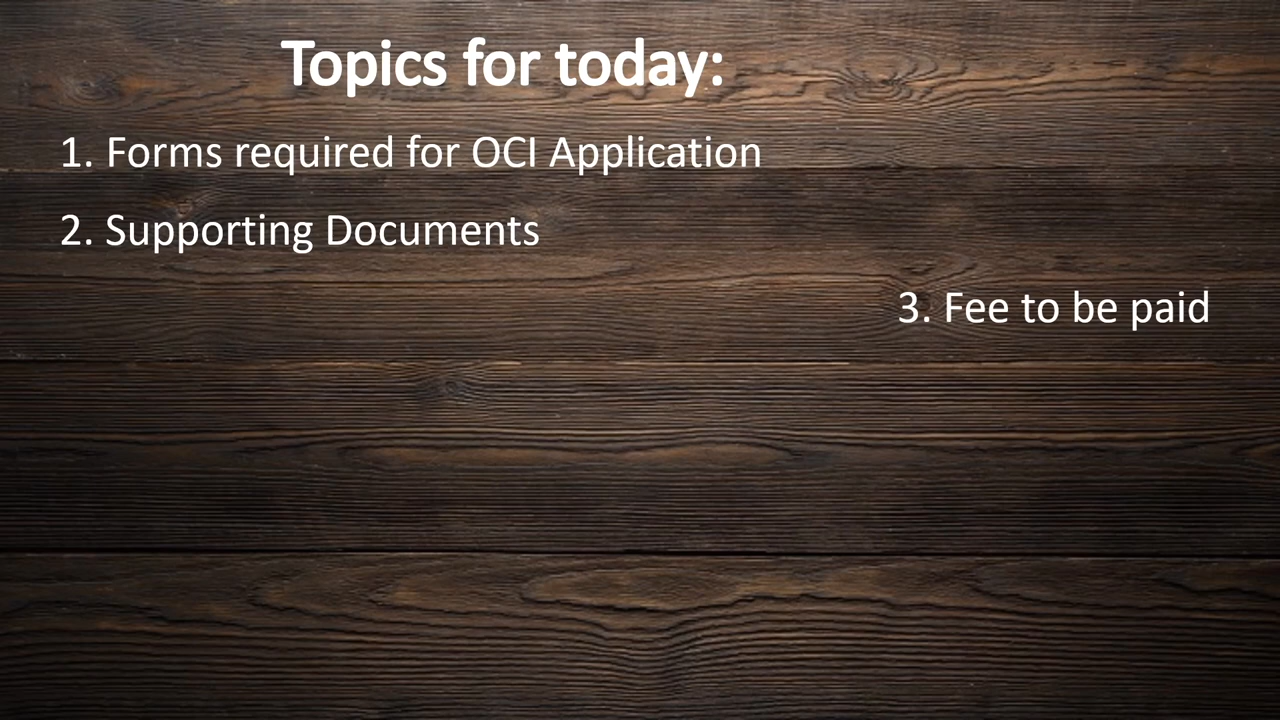 Topics for today:
1. Forms required for OCI Application
2. Supporting Documents
3. Fee to be paid